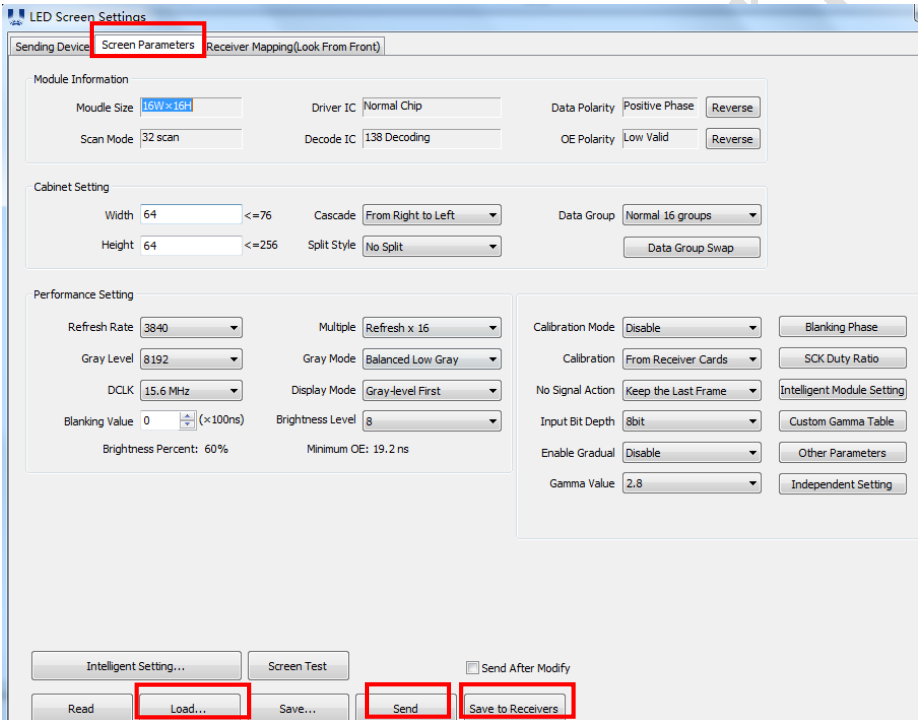 LED Screen Settings
Sending Device Screen Parameters Receiver Mapping(Look From Front)
Module Information
Moudle Size 16W×16H Driver IC Normal Chip Data Polarity Positive Phase Reverse
Scan Mode 32 scan Decode IC 138 Decoding OE Polarity Low Valid Reverse
Cabinet Setting
Width 64 <=76 Cascade From Right to Left Data Group Normal 16 groups
Height 64 <=256 Split Style No Split Data Group Swap
Performance Setting
Refresh Rate 3840 Multiple Refresh x 16 Calibration Mode Disable Blanking Phase
Gray Level 8192 Gray Mode Balanced Low Gray Calibration From Receiver Cards SCK Duty Ratio
DCLK 15.6 MHz Display Mode Gray-level First No Signal Action Keep the Last Frame Intelligent Module Setting
Blanking Value 0 (×100ns) Brightness Level 8 Input Bit Depth 8bit Custom Gamma Table
Brightness Percent: 60% Minimum OE: 19.2 ns Enable Gradual Disable Other Parameters
Gamma Value 2.8 Independent Setting
Intelligent Setting... Screen Test Send After Modify
Read Load... Save... Send Save to Receivers